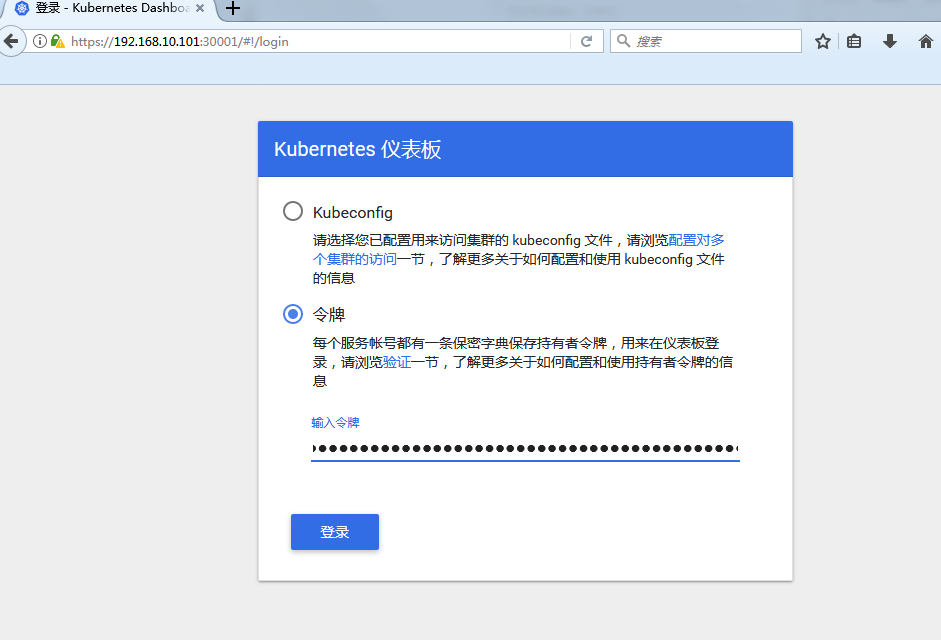 登录 - Kubernetes Dashboa
https://192.168.10.101:30001/#!/login
搜索
Kubernetes 仪表板
Kubeconfig
请选择您已配置用来访问集群的 kubeconfig 文件，请浏览配置对多
个集群的访问一节，了解更多关于如何配置和使用 kubeconfig 文件
的信息
令牌
每个服务帐号都有一条保密字典保存持有者令牌，用来在仪表板登
录，请浏览验证一节，了解更多关于如何配置和使用持有者令牌的信
息
输入令牌
登录